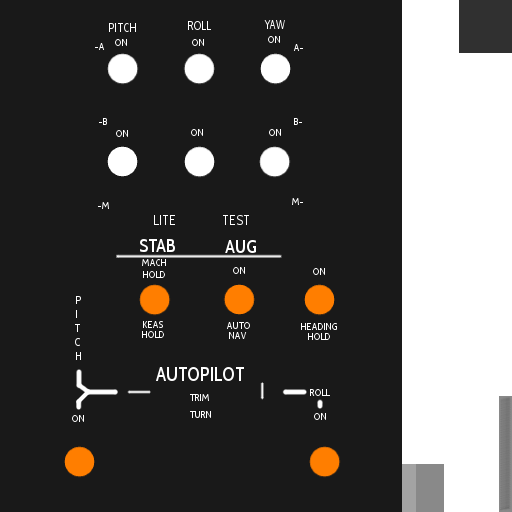 PITCH ROLL YAW
ON ON ON
-A A-
-B B-
ON ON ON
-M M-
LITE TEST
STAB AUG
MACH HOLD ON ON
KEAS HOLD AUTO NAV HEADING HOLD
PITCH
AUTOPILOT
TRIM
ROLL
TURN
ON ON